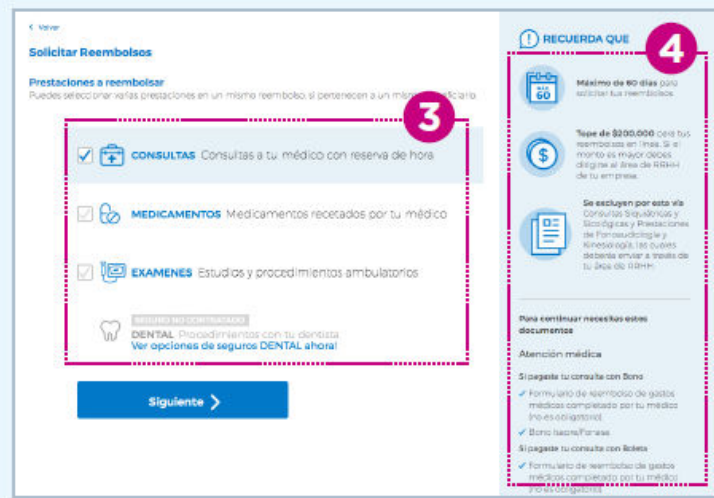 Volver
Solicitar Reembolsos
Prestaciones a reembolsar
Puedes seleccionar varias prestaciones en un mismo reembolso, si pertenecen a un mismo beneficiario
3
CONSULTAS Consultas a tu médico con reserva de hora
MEDICAMENTOS Medicamentos recetados por tu médico
EXAMENES Estudios y procedimientos ambulatorios
SEGURO NO CONTRATADO
DENTAL Procedimientos con tu dentista
Ver opciones de seguros DENTAL ahora!
Siguiente
RECUERDA QUE
4
60
Máximo de 60 días para
solicitar tus reembolsos
Tope de $200.000 para tus
reembolsos en línea. Si el
monto es mayor debes
dirigirte al área de RRHH
de tu empresa.
Se excluyen por esta vía
Consultas Siquiátricas y
Sicológicas y Prestaciones
de Fonoaudiología y
Kinesiología, las cuales
deberás enviar a través de
tu área de RRHH.
Para continuar necesitas estos
documentos
Atención médica
Si pagaste tu consulta con Bono
Formulario de reembolso de gastos
médicos completado por tu médico
(no es obligatorio)
Bono Isapre/Fonasa
Si pagaste tu consulta con Boleta
Formulario de reembolso de gastos
médicos completado por tu médico
(no es obligatorio)